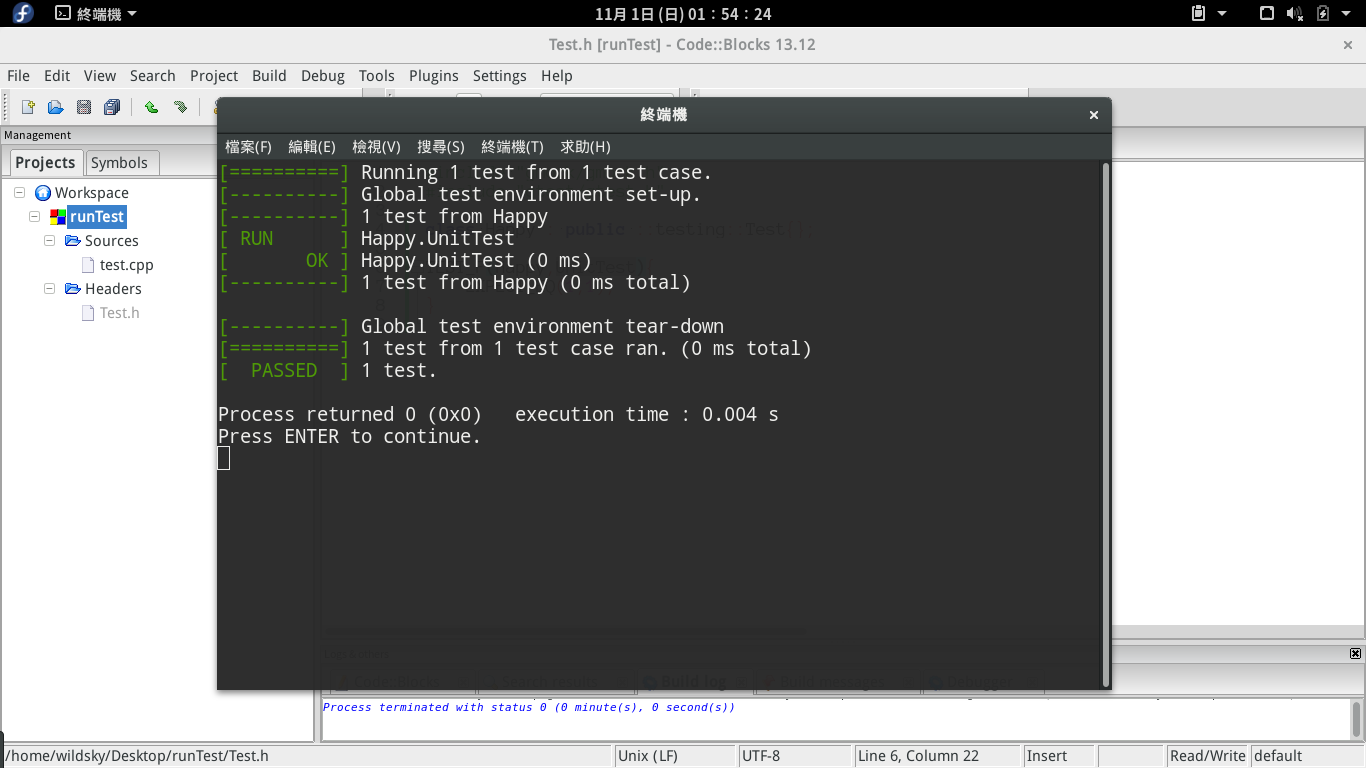 終端機 11月 1日 (日) 01：54：24
Test.h [runTest] - Code::Blocks 13.12
File Edit View Search Project Build Debug Tools Plugins Settings Help
Management
Projects Symbols
Workspace
runTest
Sources
test.cpp
Headers
Test.h
終端機
檔案(F) 編輯(E) 檢視(V) 搜尋(S) 終端機(T) 求助(H)
[==========] Running 1 test from 1 test case.
[----------] Global test environment set-up.
[----------] 1 test from Happy
[ RUN      ] Happy.UnitTest
[       OK ] Happy.UnitTest (0 ms)
[----------] 1 test from Happy (0 ms total)
[----------] Global test environment tear-down
[==========] 1 test from 1 test case ran. (0 ms total)
[  PASSED  ] 1 test.
Process returned 0 (0x0)   execution time : 0.004 s
Press ENTER to continue.
Build log
Process terminated with status 0 (0 minute(s), 0 second(s))
/home/wildsky/Desktop/runTest/Test.h Unix (LF) UTF-8 Line 6, Column 22 Insert Read/Write default